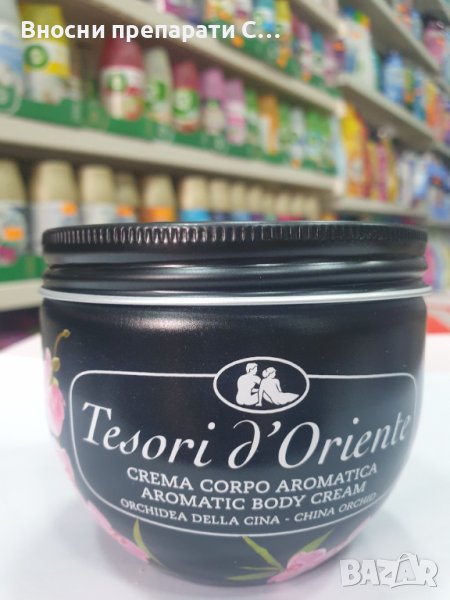 Вносни препарати С...
Tesori d'Oriente
CREMA CORPO AROMATICA
AROMATIC BODY CREAM
ORCHIDEA DELLA CINA - CHINA ORCHID
BAZAR